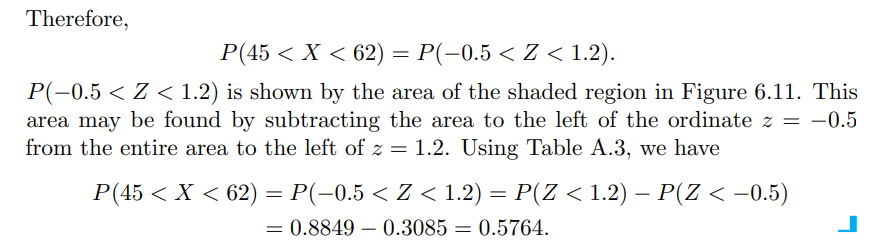 Therefore,
P(45 < X < 62) = P(−0.5 < Z < 1.2).
P(−0.5 < Z < 1.2) is shown by the area of the shaded region in Figure 6.11. This
area may be found by subtracting the area to the left of the ordinate z = −0.5
from the entire area to the left of z = 1.2. Using Table A.3, we have
P(45 < X < 62) = P(−0.5 < Z < 1.2) = P(Z < 1.2) − P(Z < −0.5)
= 0.8849 − 0.3085 = 0.5764.